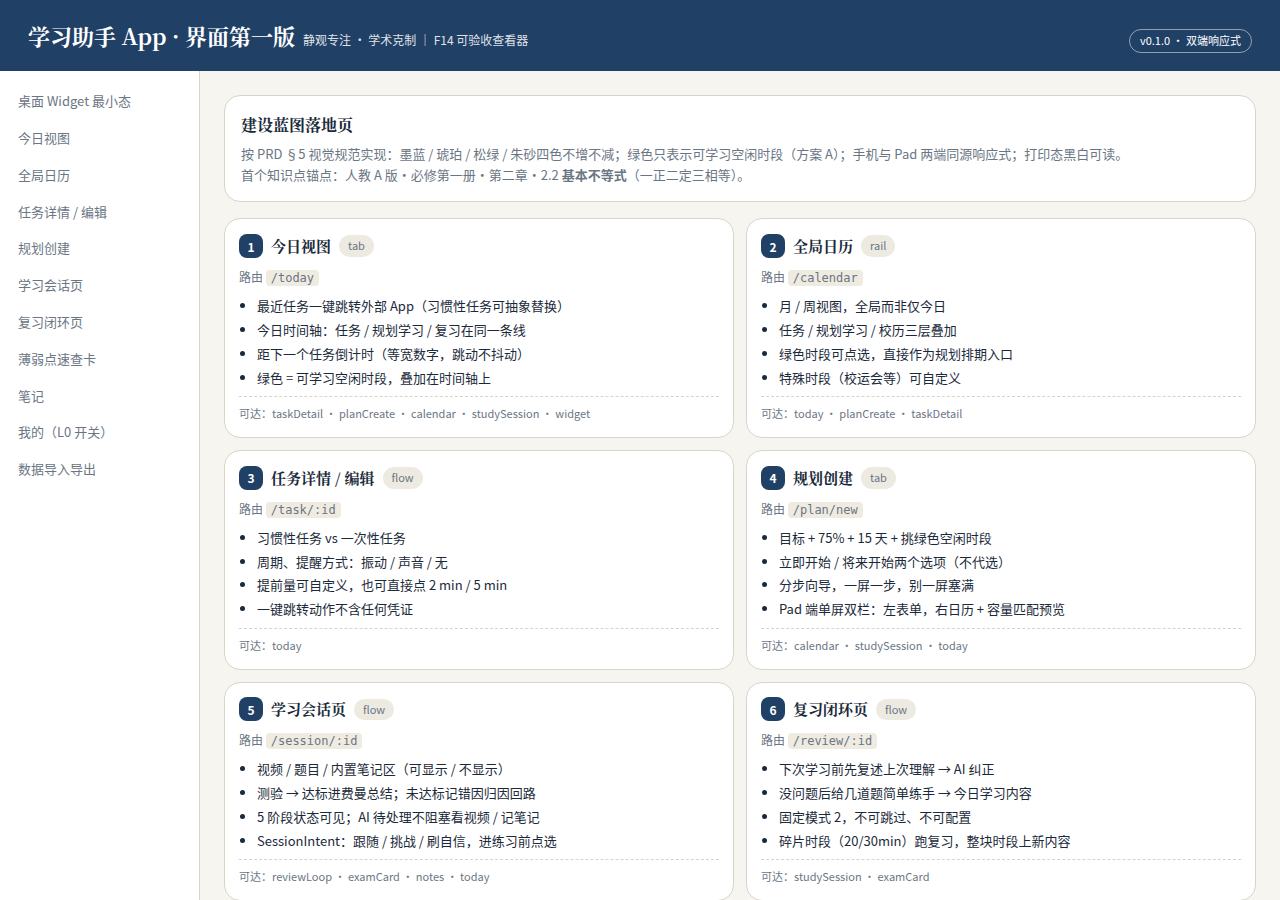 学习助手 App · 界面第一版 静观专注 · 学术克制 | F14 可验收查看器
v0.1.0 · 双端响应式
桌面 Widget 最小态
今日视图
全局日历
任务详情 / 编辑
规划创建
学习会话页
复习闭环页
薄弱点速查卡
笔记
我的（L0 开关）
数据导入导出
建设蓝图落地页
按 PRD §5 视觉规范实现：墨蓝 / 琥珀 / 松绿 / 朱砂四色不增不减；绿色只表示可学习空闲时段（方案 A）；手机与 Pad 两端同源响应式；打印态黑白可读。
首个知识点锚点：人教 A 版 · 必修第一册 · 第二章 · 2.2 基本不等式（一正二定三相等）。
1 今日视图 tab
路由 /today
• 最近任务一键跳转外部 App（习惯性任务可抽象替换）
• 今日时间轴：任务 / 规划学习 / 复习在同一条线
• 距下一个任务倒计时（等宽数字，跳动不抖动）
• 绿色 = 可学习空闲时段，叠加在时间轴上
可达：taskDetail · planCreate · calendar · studySession · widget
2 全局日历 rail
路由 /calendar
• 月 / 周视图，全局而非仅今日
• 任务 / 规划学习 / 校历三层叠加
• 绿色时段可点选，直接作为规划排期入口
• 特殊时段（校运会等）可自定义
可达：today · planCreate · taskDetail
3 任务详情 / 编辑 flow
路由 /task/:id
• 习惯性任务 vs 一次性任务
• 周期、提醒方式：振动 / 声音 / 无
• 提前量可自定义，也可直接点 2 min / 5 min
• 一键跳转动作不含任何凭证
可达：today
4 规划创建 tab
路由 /plan/new
• 目标 + 75% + 15 天 + 挑绿色空闲时段
• 立即开始 / 将来开始两个选项（不代选）
• 分步向导，一屏一步，别一屏塞满
• Pad 端单屏双栏：左表单，右日历 + 容量匹配预览
可达：calendar · studySession · today
5 学习会话页 flow
路由 /session/:id
• 视频 / 题目 / 内置笔记区（可显示 / 不显示）
• 测验 → 达标进费曼总结；未达标记错因归因回路
• 5 阶段状态可见；AI 待处理不阻塞看视频 / 记笔记
• SessionIntent：跟随 / 挑战 / 刷自信，进练习前点选
可达：reviewLoop · examCard · notes · today
6 复习闭环页 flow
路由 /review/:id
• 下次学习前先复述上次理解 → AI 纠正
• 没问题后给几道题简单练手 → 今日学习内容
• 固定模式 2，不可跳过、不可配置
• 碎片时段（20/30min）跑复习，整块时段上新内容
可达：studySession · examCard